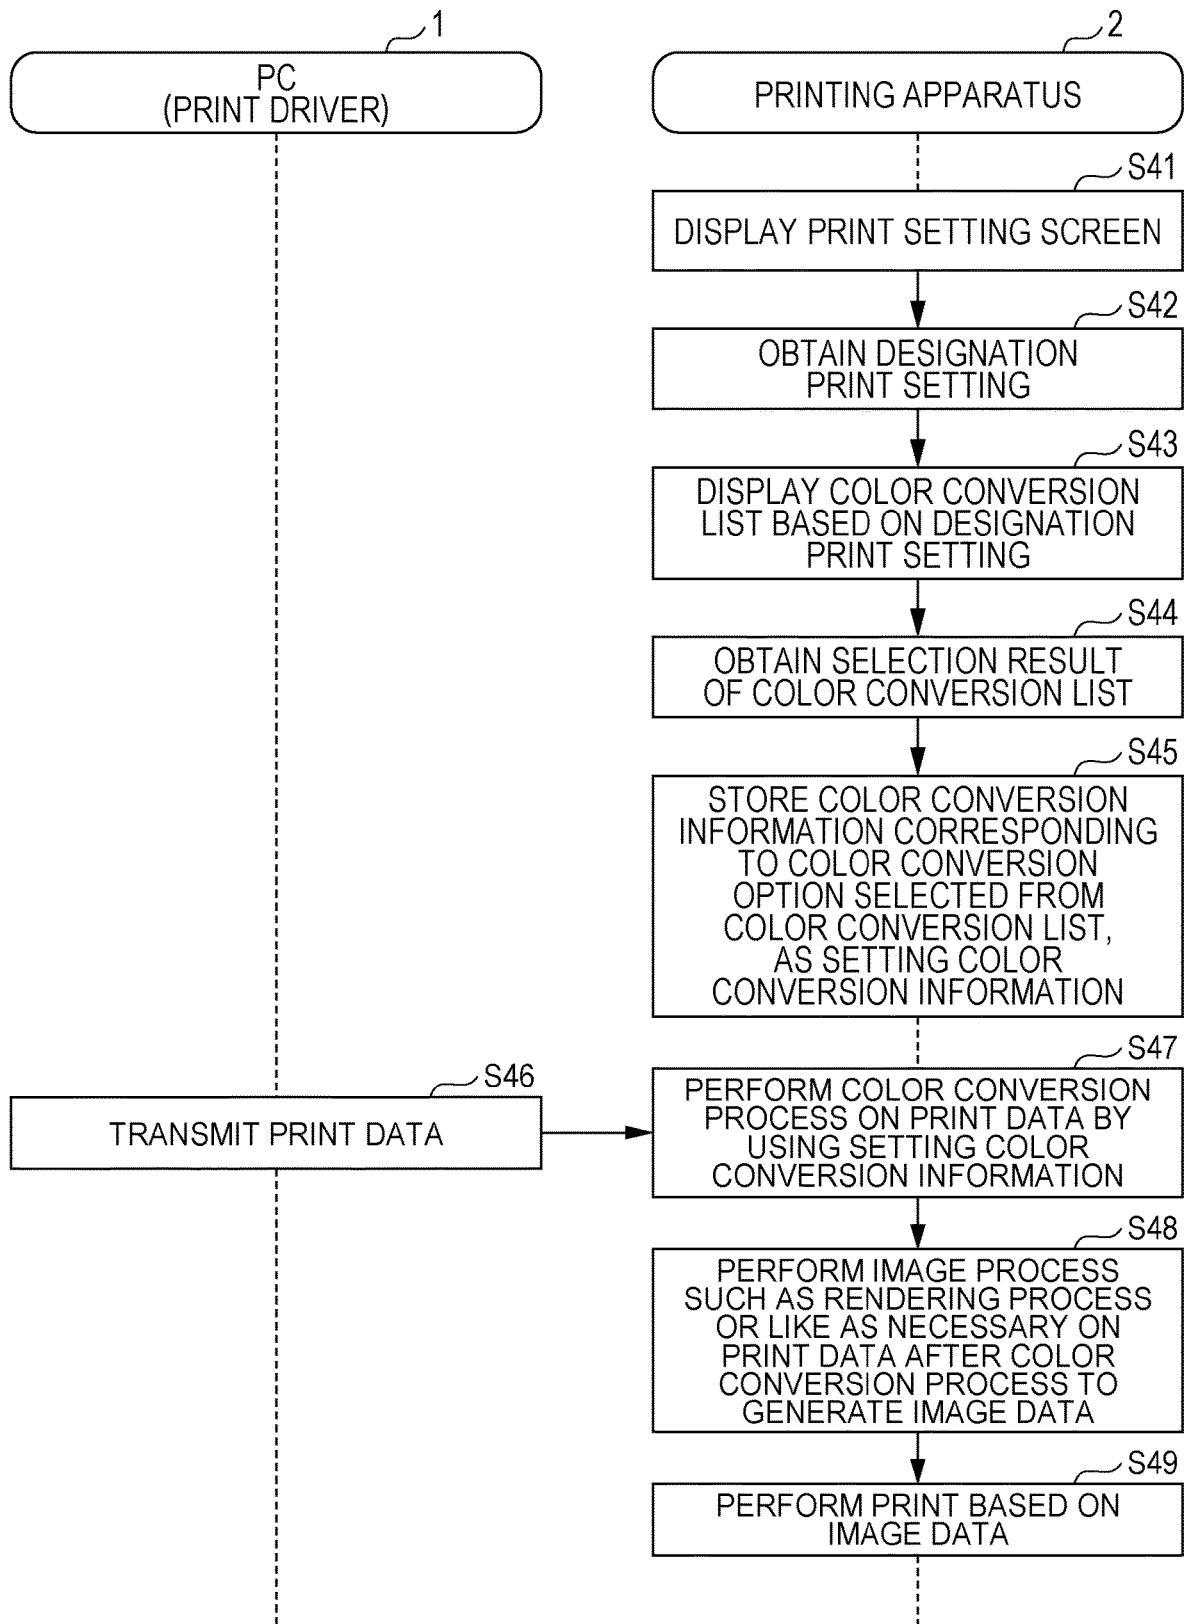 1
PC
(PRINT DRIVER)
2
PRINTING APPARATUS
S41
DISPLAY PRINT SETTING SCREEN
S42
OBTAIN DESIGNATION
PRINT SETTING
S43
DISPLAY COLOR CONVERSION
LIST BASED ON DESIGNATION
PRINT SETTING
S44
OBTAIN SELECTION RESULT
OF COLOR CONVERSION LIST
S45
STORE COLOR CONVERSION
INFORMATION CORRESPONDING
TO COLOR CONVERSION
OPTION SELECTED FROM
COLOR CONVERSION LIST,
AS SETTING COLOR
CONVERSION INFORMATION
S46
TRANSMIT PRINT DATA
S47
PERFORM COLOR CONVERSION
PROCESS ON PRINT DATA BY
USING SETTING COLOR
CONVERSION INFORMATION
S48
PERFORM IMAGE PROCESS
SUCH AS RENDERING PROCESS
OR LIKE AS NECESSARY ON
PRINT DATA AFTER COLOR
CONVERSION PROCESS TO
GENERATE IMAGE DATA
S49
PERFORM PRINT BASED ON
IMAGE DATA